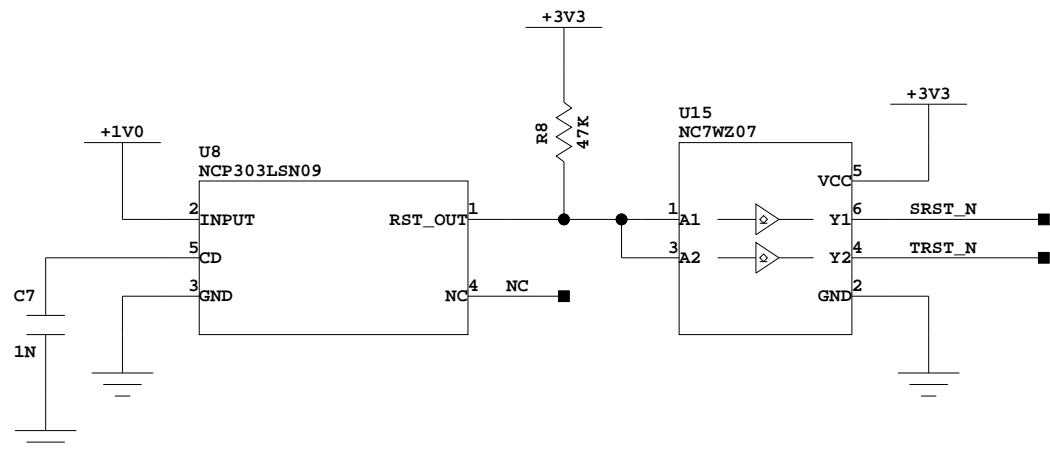 +3V3
+3V3
U15
NC7WZ07
R8
47K
+1V0
U8
NCP303LSN09
VCC 5
2 INPUT
RST_OUT 1
1 A1
Y1 6
SRST_N
5 CD
3 A2
Y2 4
TRST_N
3 GND
NC 4
NC
GND 2
C7
1N